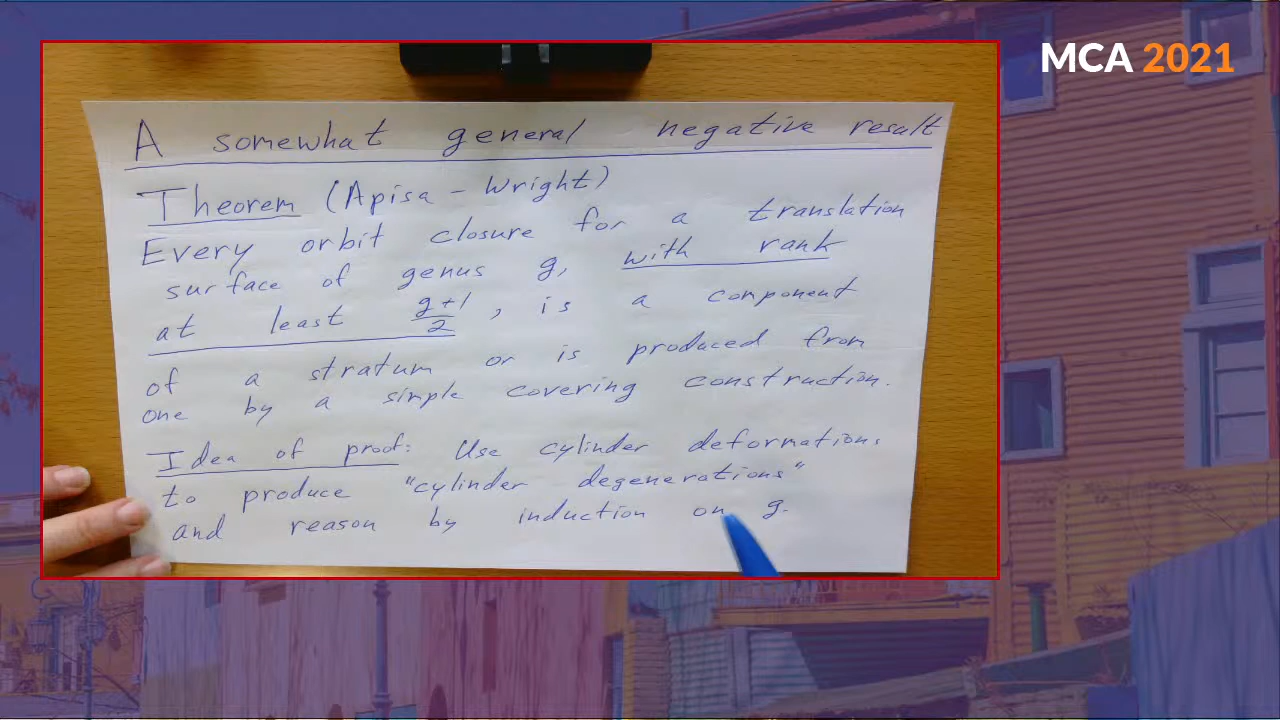 MCA 2021
A somewhat general negative result
Theorem (Apisa - Wright)
Every orbit closure for a translation
surface of genus g, with rank
at least g+1/2, is a component
of a stratum or is produced from
one by a simple covering construction.
Idea of proof: Use cylinder deformations
to produce "cylinder degenerations"
and reason by induction on g.